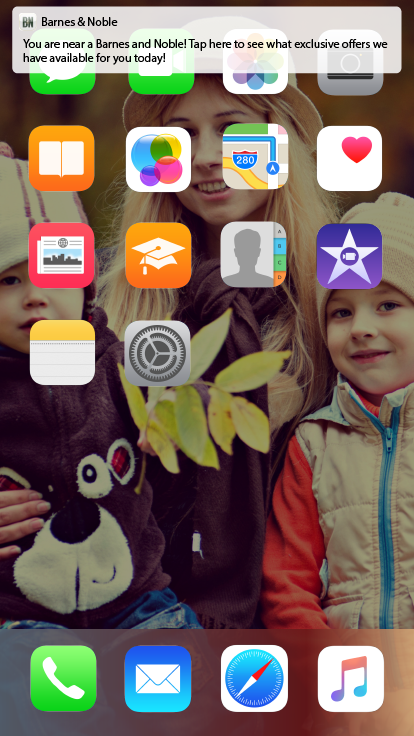 BN Barnes & Noble
You are near a Barnes and Noble! Tap here to see what exclusive offers we
have available for you today!
280
A
B
C
D